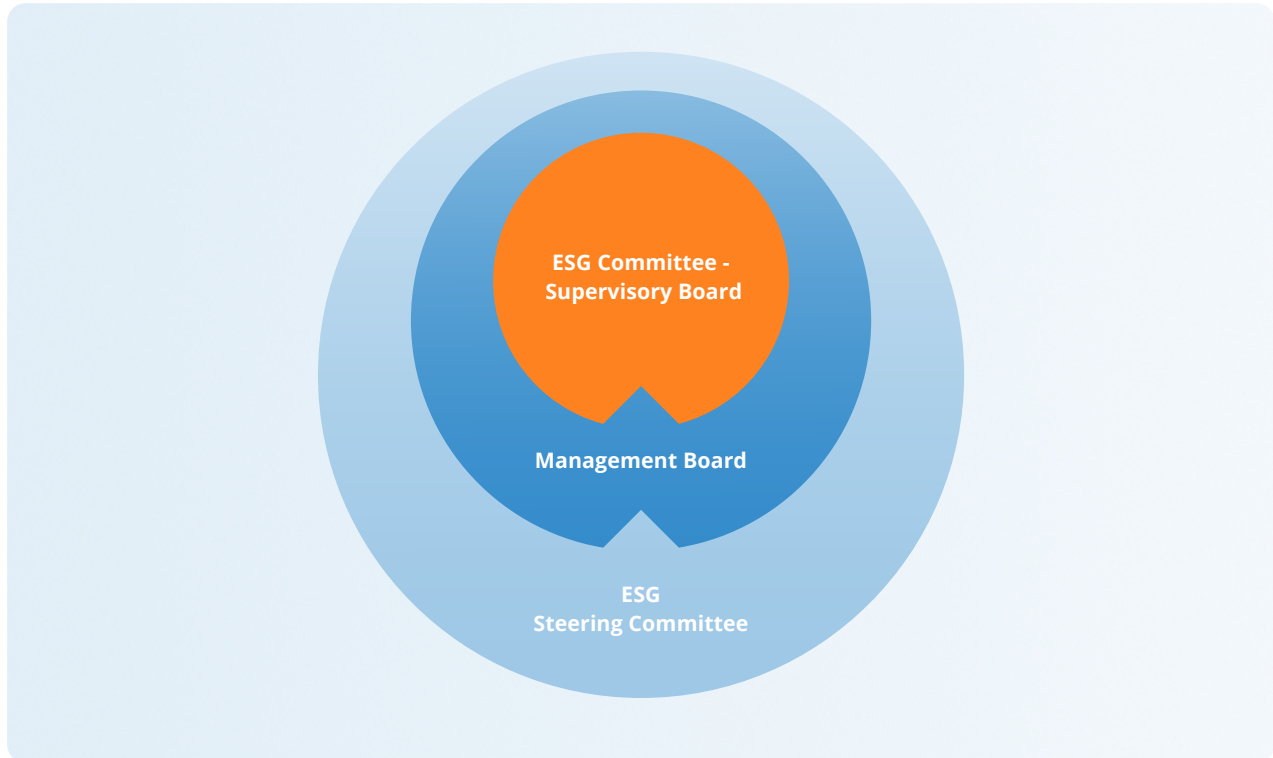 ESG Committee -
Supervisory Board
Management Board
ESG
Steering Committee